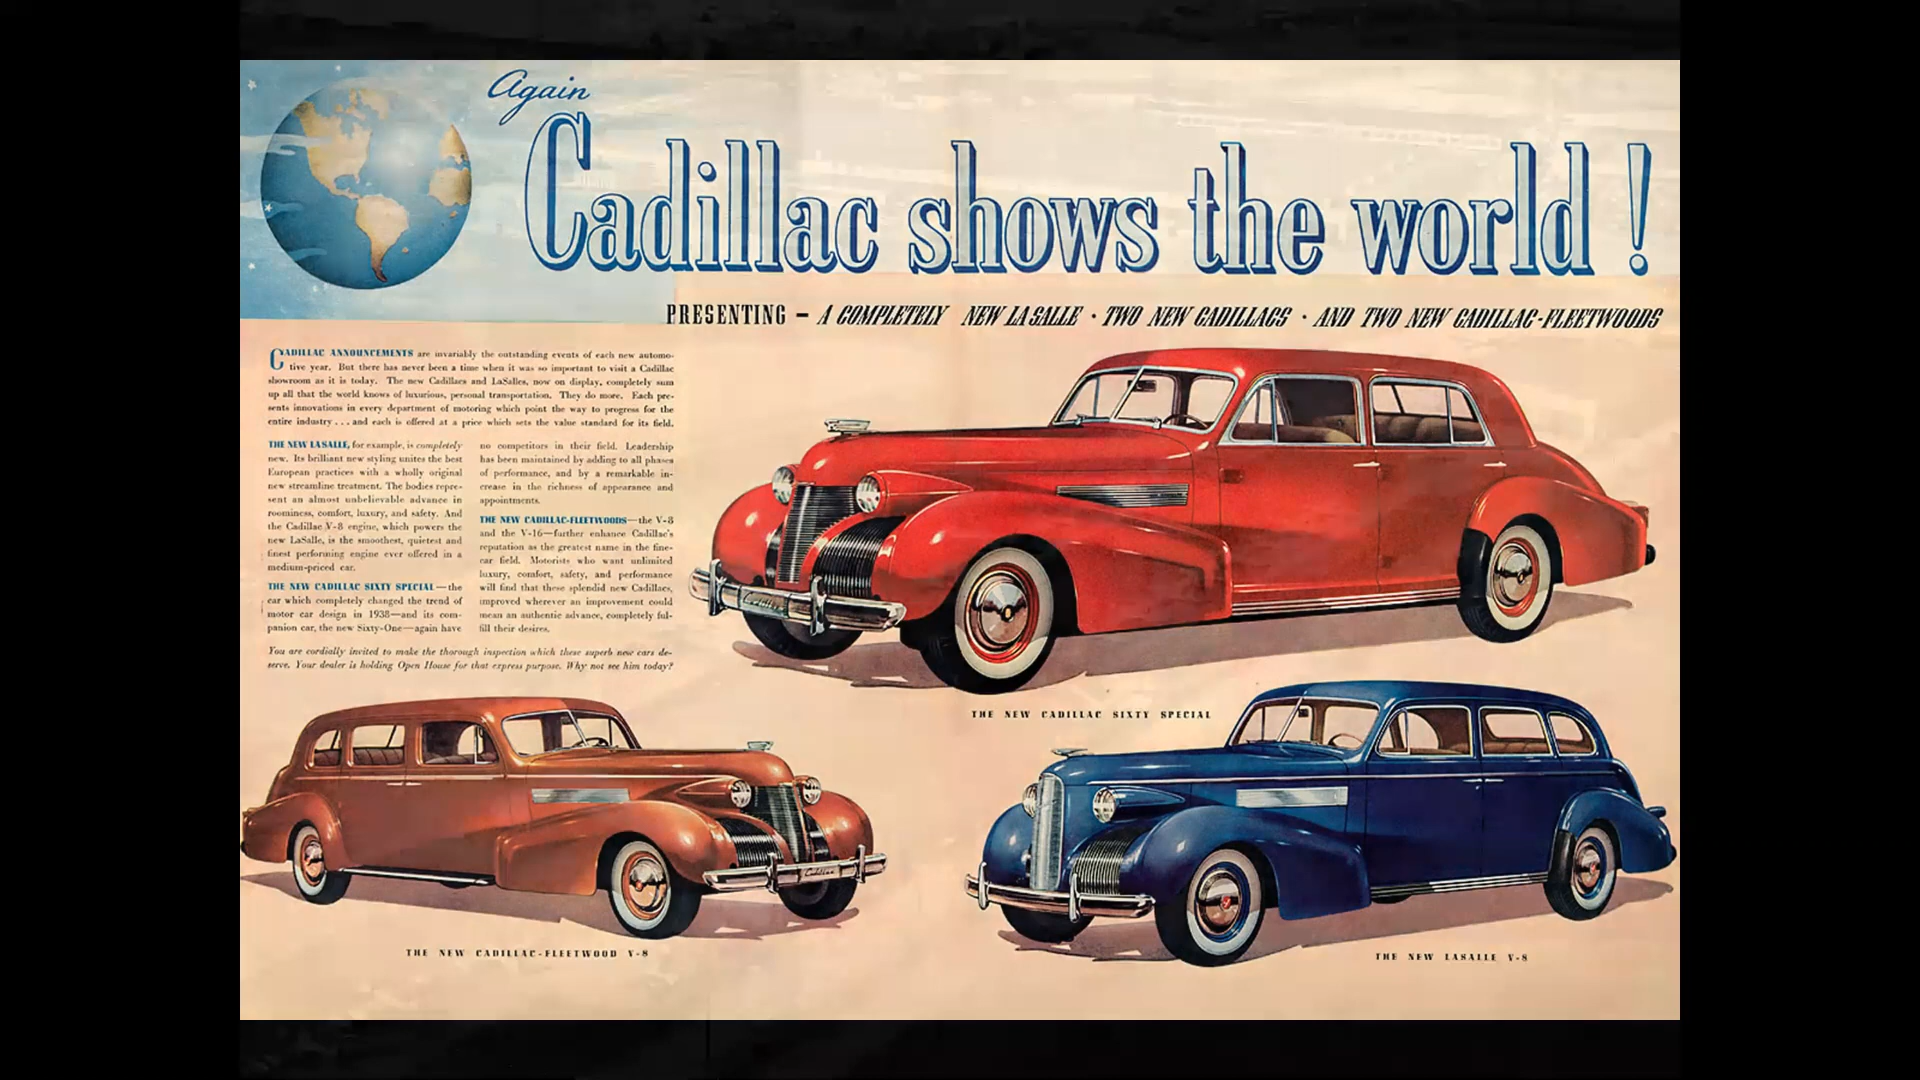 Again
Cadillac shows the world !
PRESENTING – A COMPLETELY NEW LASALLE · TWO NEW CADILLACS · AND TWO NEW CADILLAC-FLEETWOODS
CADILLAC ANNOUNCEMENTS are invariably the outstanding events of each new automo-
tive year. But there has never been a time when it was so important to visit a Cadillac
showroom as it is today. The new Cadillacs and LaSalles, now on display, completely sum
up all that the world knows of luxurious, personal transportation. They do more. Each pre-
sents innovations in every department of motoring which point the way to progress for the
entire industry . . . and each is offered at a price which sets the value standard for its field.
THE NEW LASALLE, for example, is completely
new. Its brilliant new styling unites the best
European practices with a wholly original
new streamline treatment. The bodies repre-
sent an almost unbelievable advance in
roominess, comfort, luxury, and safety. And
the Cadillac V-8 engine, which powers the
new LaSalle, is the smoothest, quietest and
finest performing engine ever offered in a
medium-priced car.
THE NEW CADILLAC SIXTY SPECIAL—the
car which completely changed the trend of
motor car design in 1938—and its com-
panion car, the new Sixty-One—again have
no competitors in their field. Leadership
has been maintained by adding to all phases
of performance, and by a remarkable in-
crease in the richness of appearance and
appointments.
THE NEW CADILLAC-FLEETWOODS—the V-8
and the V-16—further enhance Cadillac's
reputation as the greatest name in the fine-
car field. Motorists who want unlimited
luxury, comfort, safety, and performance
will find that these splendid new Cadillacs,
improved wherever an improvement could
mean an authentic advance, completely ful-
fill their desires.
You are cordially invited to make the thorough inspection which these superb new cars de-
serve. Your dealer is holding Open House for that express purpose. Why not see him today?
Cadillac
THE NEW CADILLAC SIXTY SPECIAL
Cadillac
THE NEW CADILLAC-FLEETWOOD V-8
THE NEW LASALLE V-8